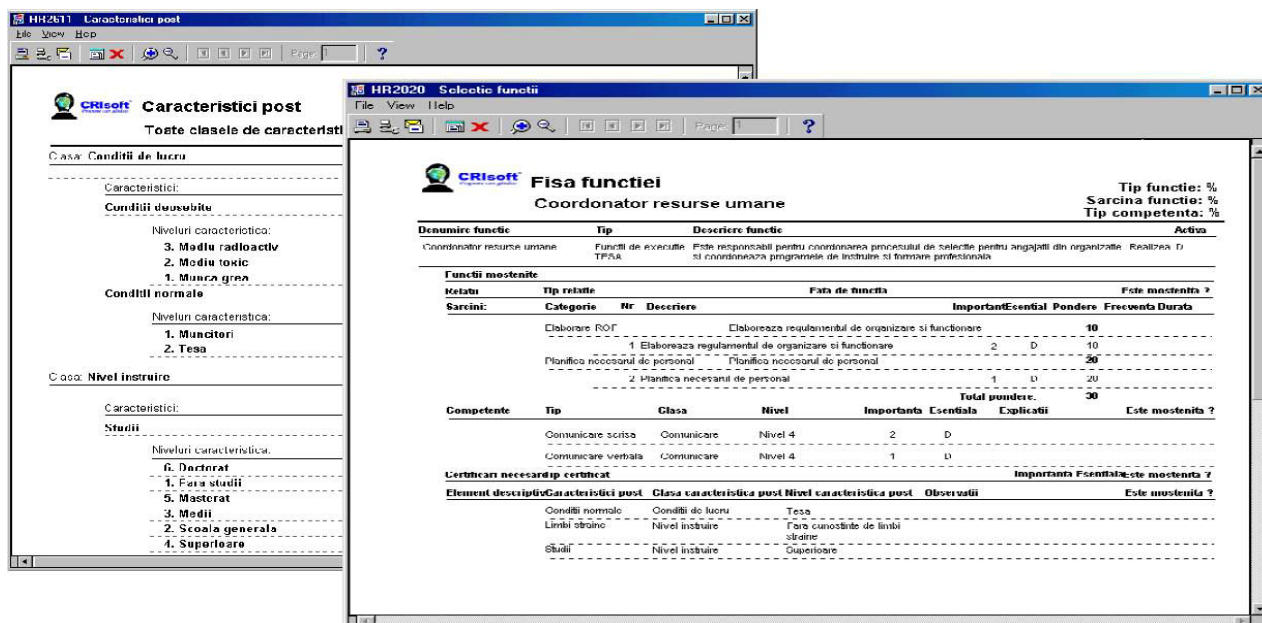 HR2611 Caracteristici post
File View Help
Page: 1
CRIsoft Caracteristici post
Toate clasele de caracteristi
Clasa: Conditii de lucru
Caracteristici:
Conditii deosebite
Niveluri caracteristica:
3. Mediu radioactiv
2. Mediu toxic
1. Munca grea
Conditii normale
Niveluri caracteristica:
1. Muncitori
2. Tesa
Clasa: Nivel instruire
Caracteristici:
Studii
Niveluri caracteristica:
6. Doctorat
1. Fara studii
5. Masterat
3. Medii
2. Scoala generala
4. Superioare
HR2020 Selectie functii
File View Help
Page: 1
CRIsoft Fisa functiei
Coordonator resurse umane
Tip functie: %
Sarcina functie: %
Tip competenta: %
Denumire functie Tip Descriere functie Activa
Coordonator resurse umane Functii de executie Este responsabil pentru coordonarea procesului de selectie pentru angajatii din organizatie Realizea D
TESA si coordoneaza programele de instruire si formare profesionala
Functii mostenite
Relatii Tip relatie Fata de functia Este mostenita ?
Sarcini: Categorie Nr Descriere Important Esential Pondere Frecventa Durata
Elaborare ROF Elaboreaza regulamentul de organizare si functionare 10
1 Elaboreaza regulamentul de organizare si functionare 2 D 10
Planifica necesarul de personal Planifica necesarul de personal 20
2 Planifica necesarul de personal 1 D 20
Total pondere: 30
Competente Tip Clasa Nivel Importanta Esentiala Explicatii Este mostenita ?
Comunicare scrisa Comunicare Nivel 4 2 D
Comunicare verbala Comunicare Nivel 4 1 D
Certificari necesar Tip certificat Importanta Esentiala Este mostenita ?
Element descriptiv Caracteristici post Clasa caracteristica post Nivel caracteristica post Observatii Este mostenita ?
Conditii normale Conditii de lucru Tesa
Limbi straine Nivel instruire Fara cunostinte de limbi
straine
Studii Nivel instruire Superioare